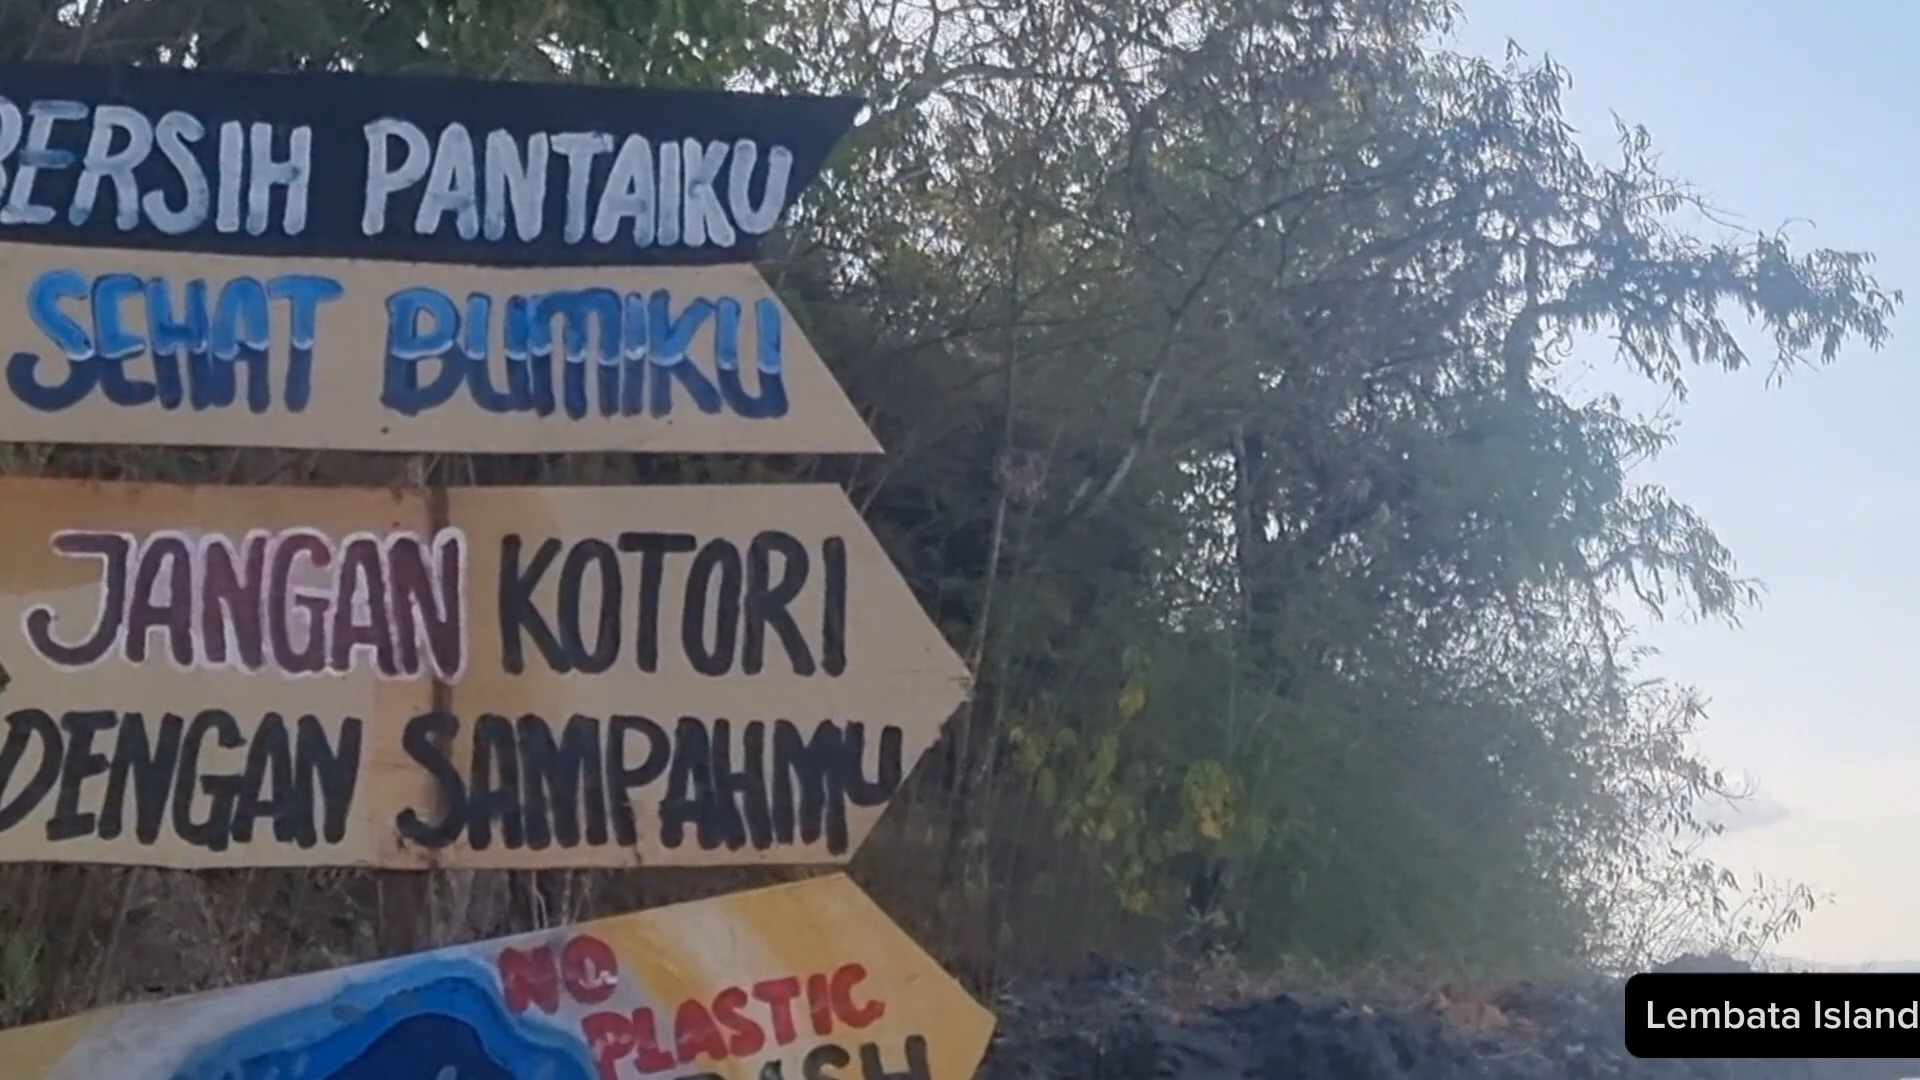 BERSIH PANTAIKU
SEHAT BUMIKU
JANGAN KOTORI
DENGAN SAMPAHMU
NO
PLASTIC
Lembata Island